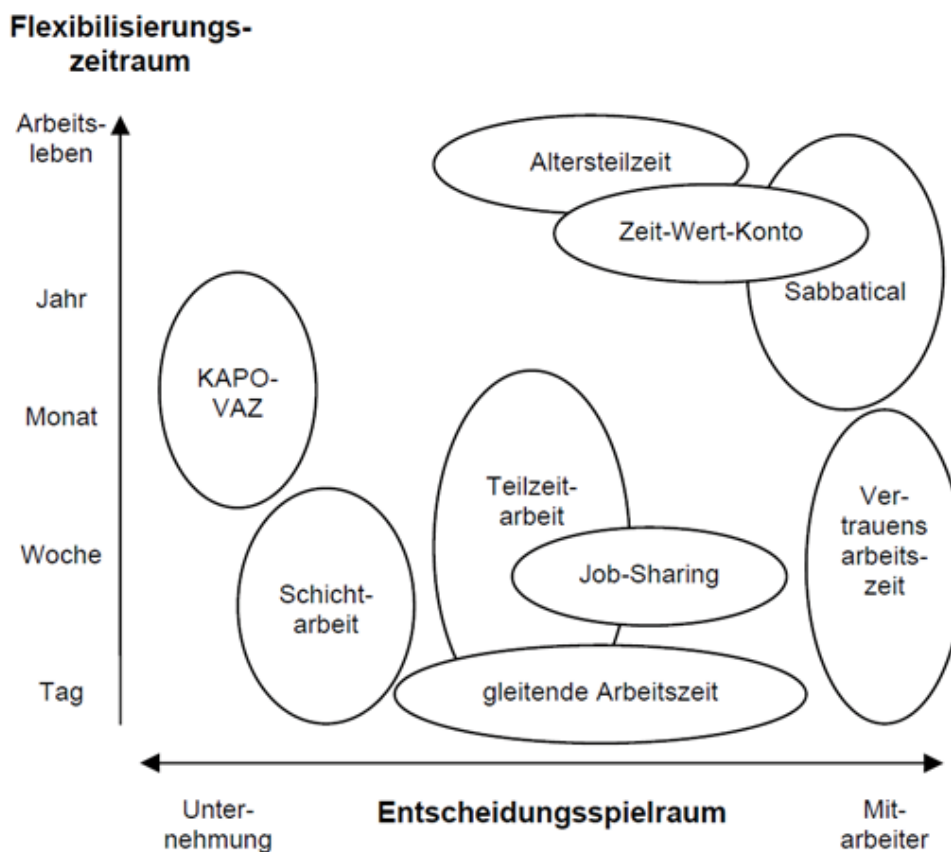 Flexibilisierungs-
zeitraum
Arbeits-
leben
Altersteilzeit
Zeit-Wert-Konto
Jahr
Sabbatical
KAPO-
VAZ
Monat
Teilzeit-
arbeit
Ver-
trauens
arbeits-
zeit
Woche
Job-Sharing
Schicht-
arbeit
Tag
gleitende Arbeitszeit
Unter-
nehmung
Entscheidungsspielraum
Mit-
arbeiter